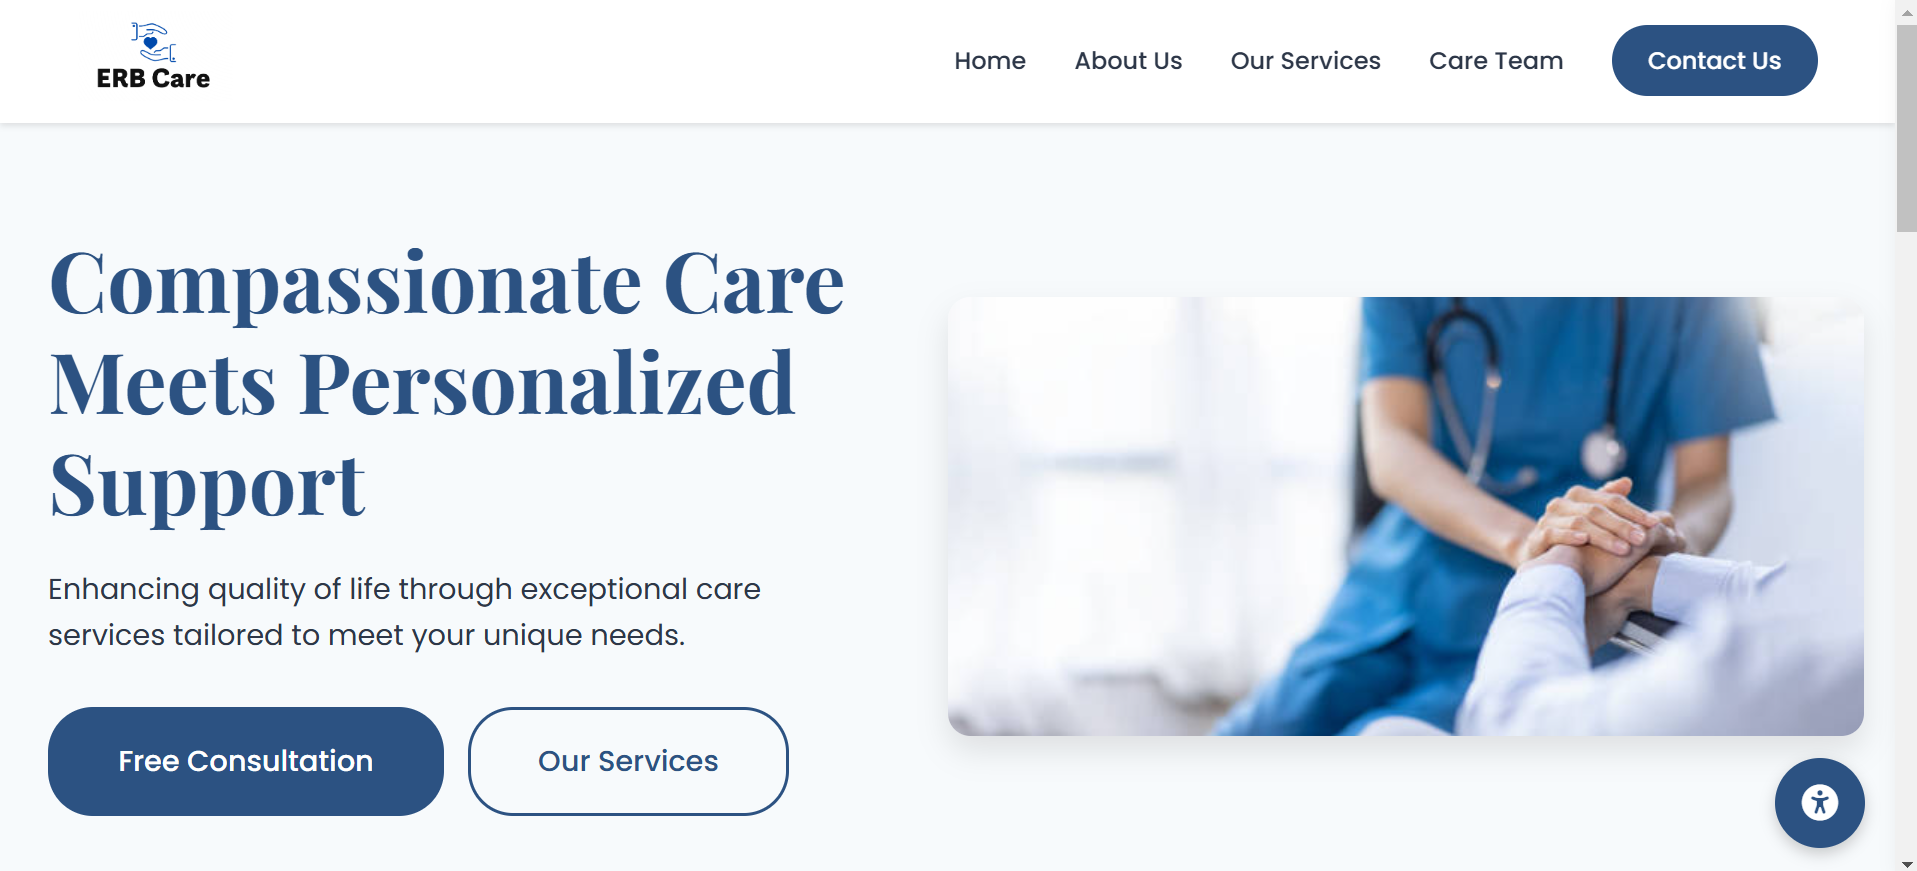 ERB Care
Home
About Us
Our Services
Care Team
Contact Us
Compassionate Care
Meets Personalized
Support
Enhancing quality of life through exceptional care
services tailored to meet your unique needs.
Free Consultation
Our Services